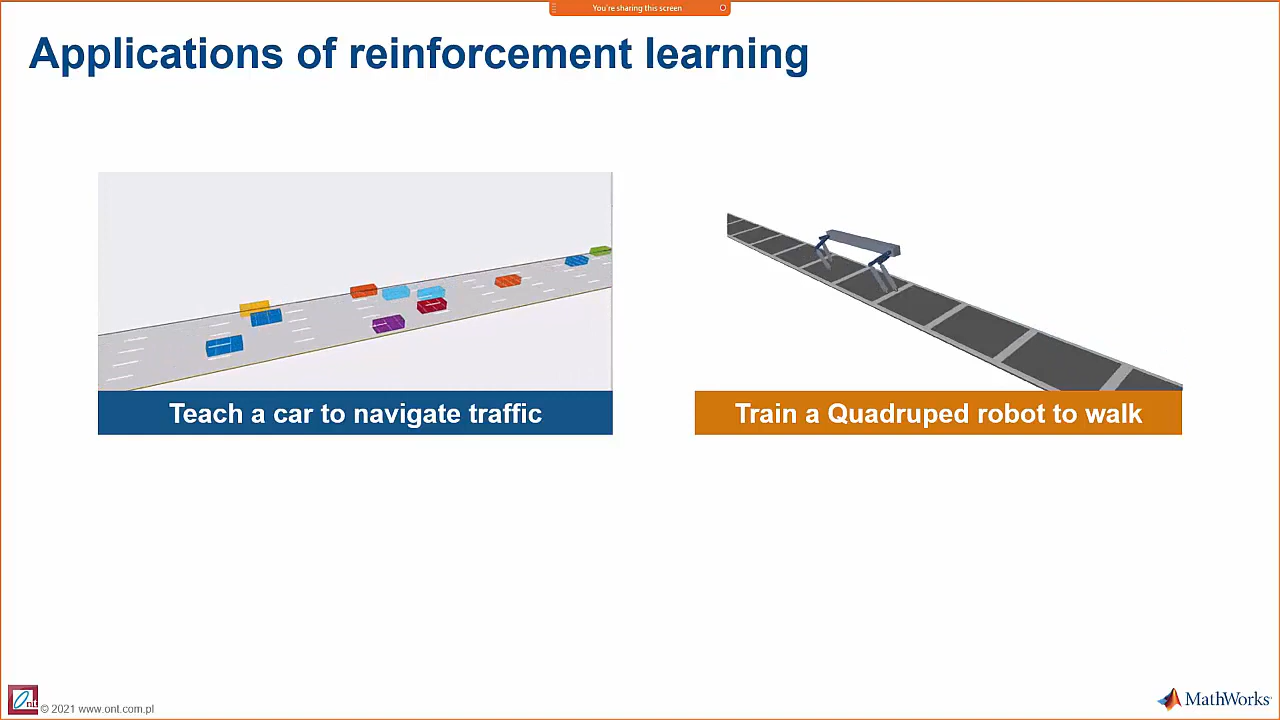 You're sharing this screen
Applications of reinforcement learning
Teach a car to navigate traffic
Train a Quadruped robot to walk
Ont
© 2021 www.ont.com.pl
MathWorks®